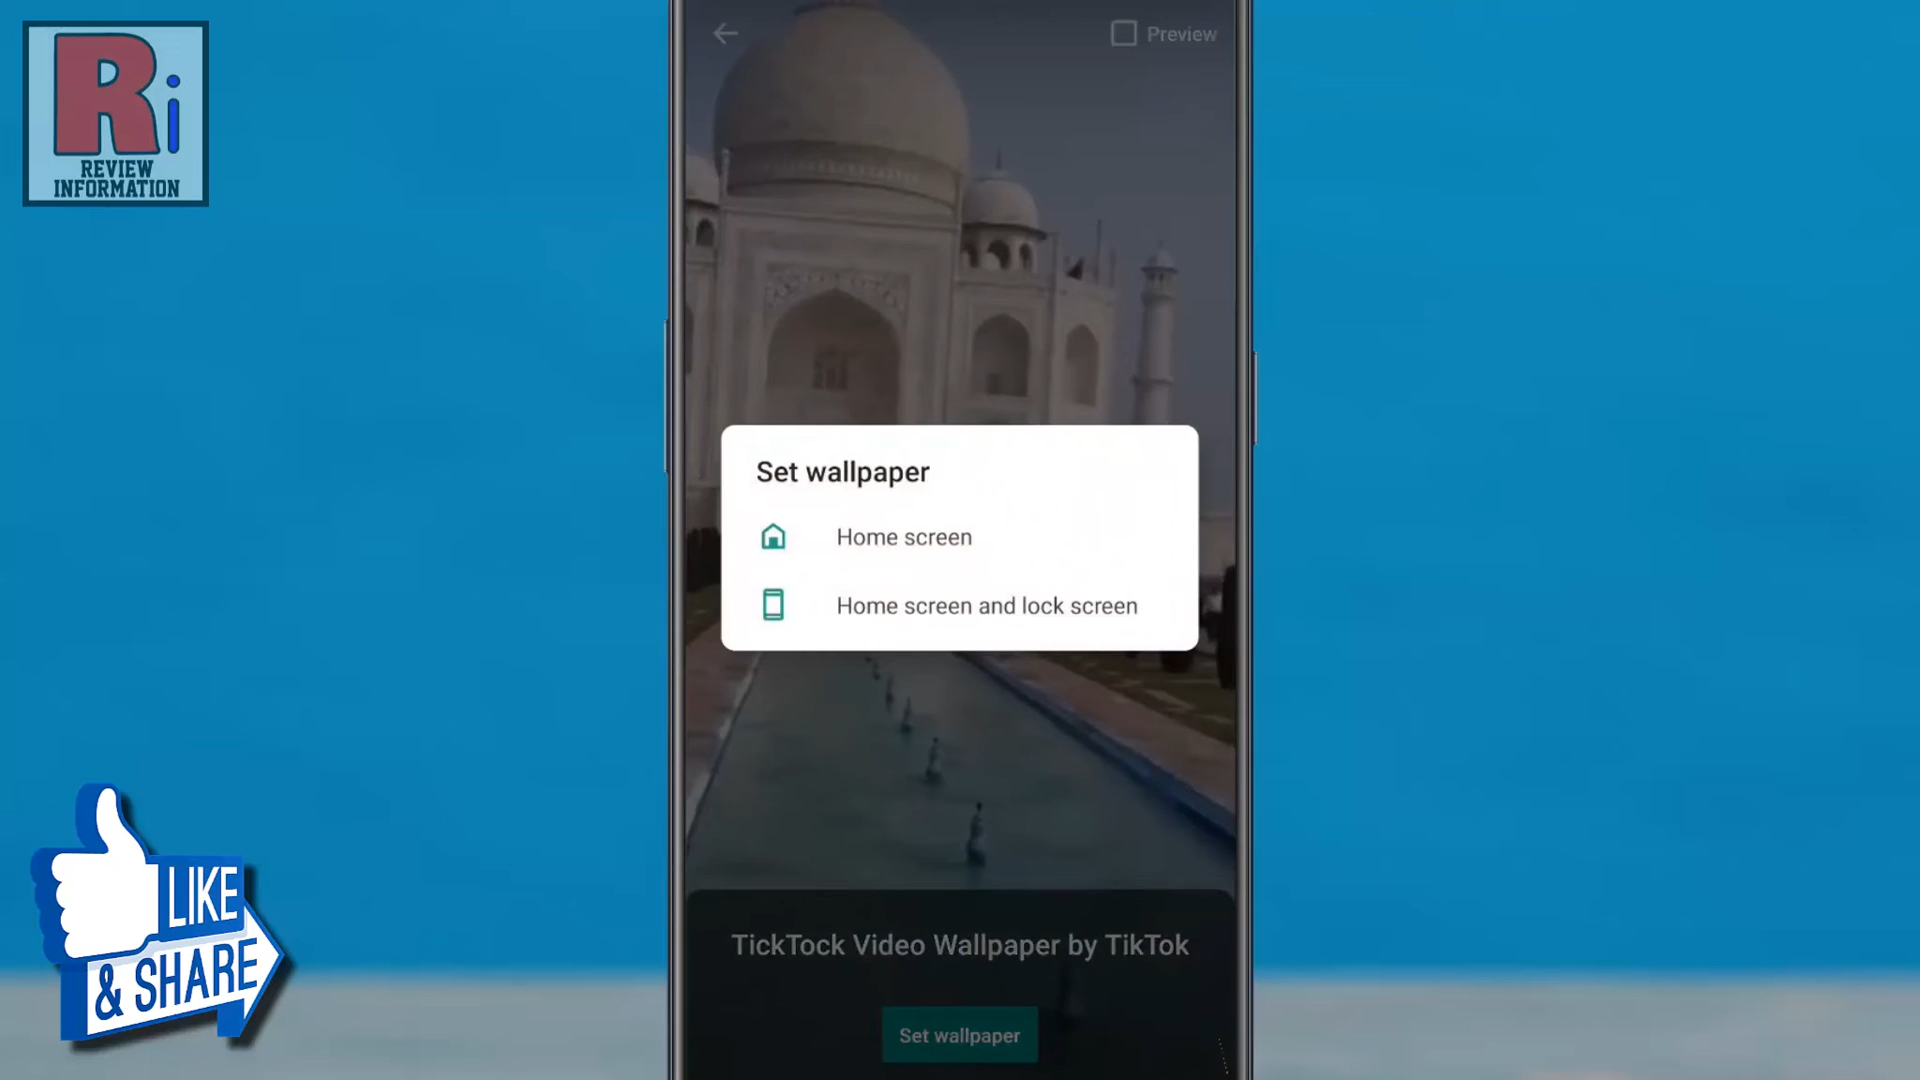 Ri
REVIEW
INFORMATION
Preview
Set wallpaper
Home screen
Home screen and lock screen
TickTock Video Wallpaper by TikTok
Set wallpaper
LIKE
& SHARE